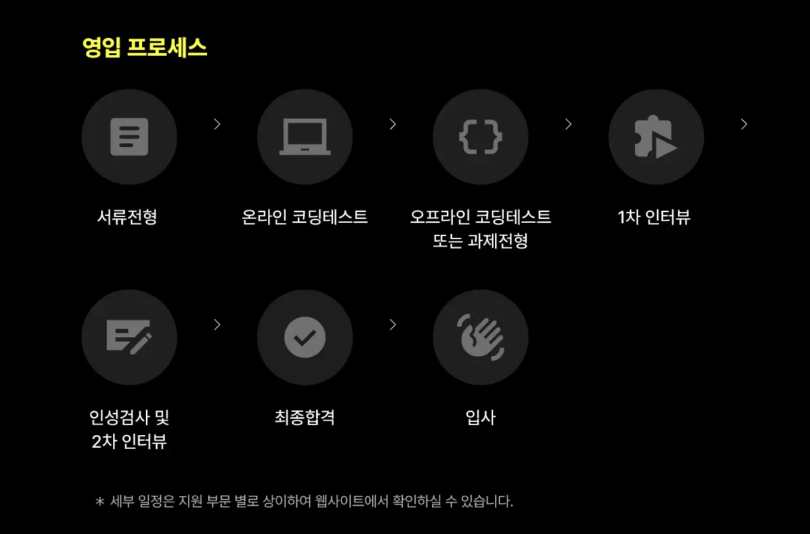 영입 프로세스
서류전형
온라인 코딩테스트
오프라인 코딩테스트
또는 과제전형
1차 인터뷰
인성검사 및
2차 인터뷰
최종합격
입사
* 세부 일정은 지원 부문 별로 상이하여 웹사이트에서 확인하실 수 있습니다.